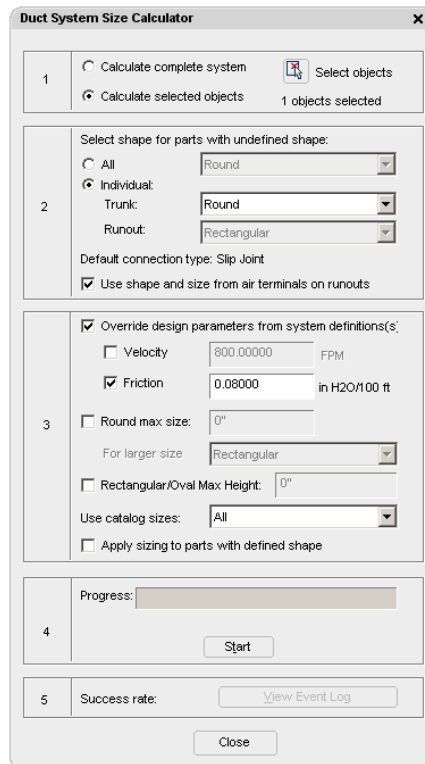 Duct System Size Calculator
1
Calculate complete system
Select objects
Calculate selected objects
1 objects selected
2
Select shape for parts with undefined shape:
All
Round
Individual:
Trunk:
Round
Runout:
Rectangular
Default connection type: Slip Joint
Use shape and size from air terminals on runouts
3
Override design parameters from system definitions(s)
Velocity
800.00000
FPM
Friction
0.08000
in H2O/100 ft
Round max size:
0"
For larger size
Rectangular
Rectangular/Oval Max Height:
0"
Use catalog sizes:
All
Apply sizing to parts with defined shape
4
Progress:
Start
5
Success rate:
View Event Log
Close